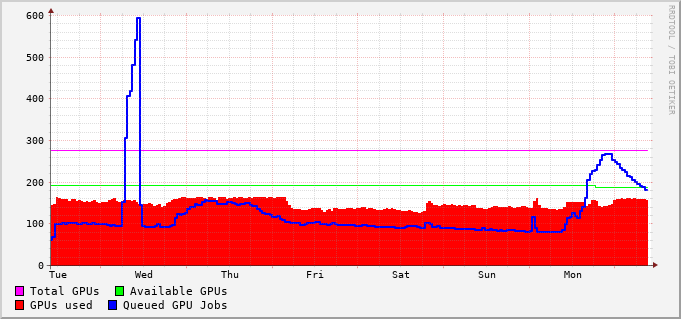 600
500
400
300
200
100
0
Tue Wed Thu Fri Sat Sun Mon
Total GPUs Available GPUs
GPUs used Queued GPU Jobs
RRDTOOL / TOBI OETIKER